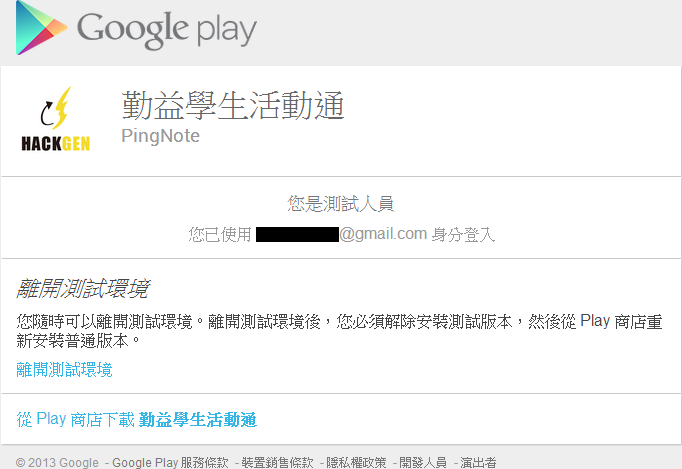 Google play
勤益學生活動通
PingNote
HACKGEN
您是測試人員
您已使用 @gmail.com 身分登入
離開測試環境
您隨時可以離開測試環境。離開測試環境後，您必須解除安裝測試版本，然後從 Play 商店重
新安裝普通版本。
離開測試環境
從 Play 商店下載 勤益學生活動通
© 2013 Google - Google Play 服務條款 - 裝置銷售條款 - 隱私權政策 - 開發人員 - 演出者